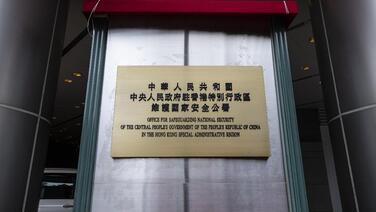 中華人民共和國
中央人民政府駐香港特別行政區
維護國家安全公署
OFFICE FOR SAFEGUARDING NATIONAL SECURITY
OF THE CENTRAL PEOPLE'S GOVERNMENT OF THE PEOPLE'S REPUBLIC OF CHINA
IN THE HONG KONG SPECIAL ADMINISTRATIVE REGION